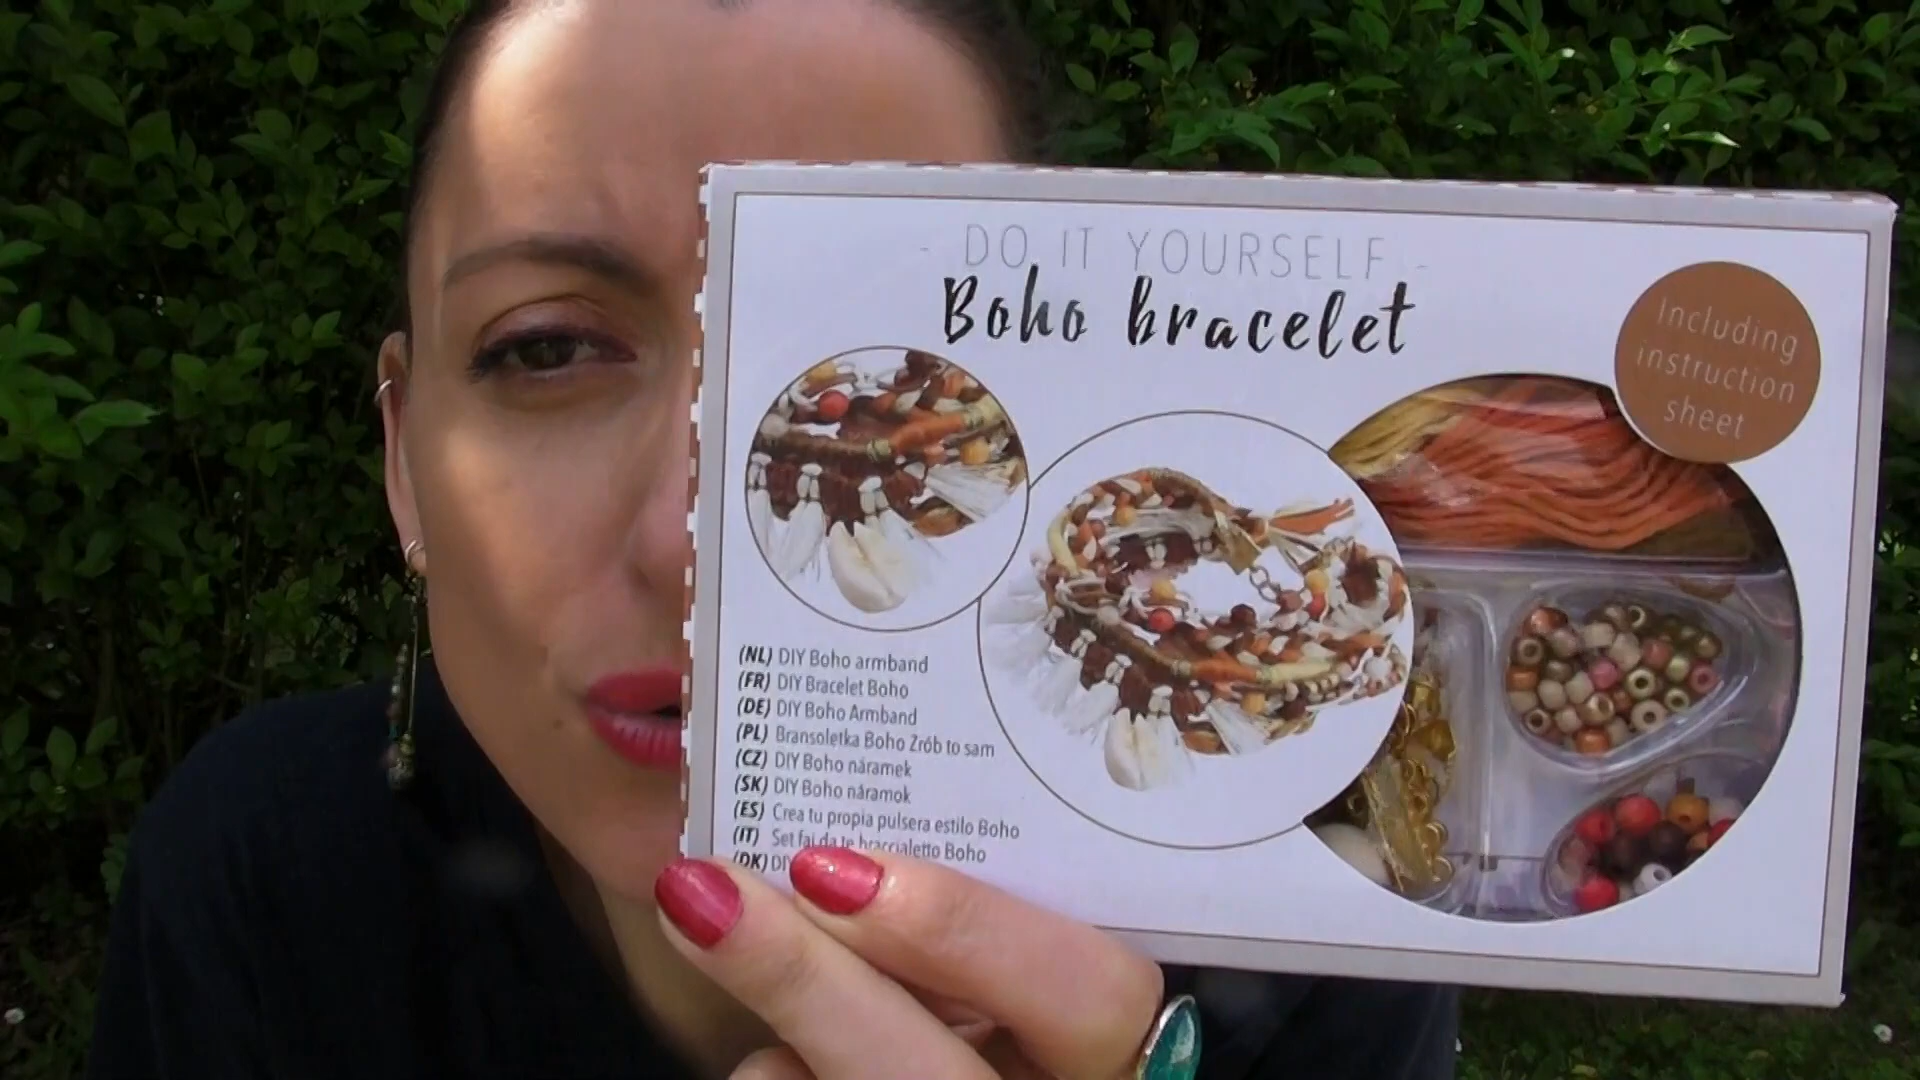 - DO IT YOURSELF -
Boho bracelet
Including
instruction
sheet
(NL) DIY Boho armband
(FR) DIY Bracelet Boho
(DE) DIY Boho Armband
(PL) Bransoletka Boho Zrób to sam
(CZ) DIY Boho náramek
(SK) DIY Boho náramok
(ES) Crea tu propia pulsera estilo Boho
(IT) Set fai da te braccialetto Boho
(DK) DI